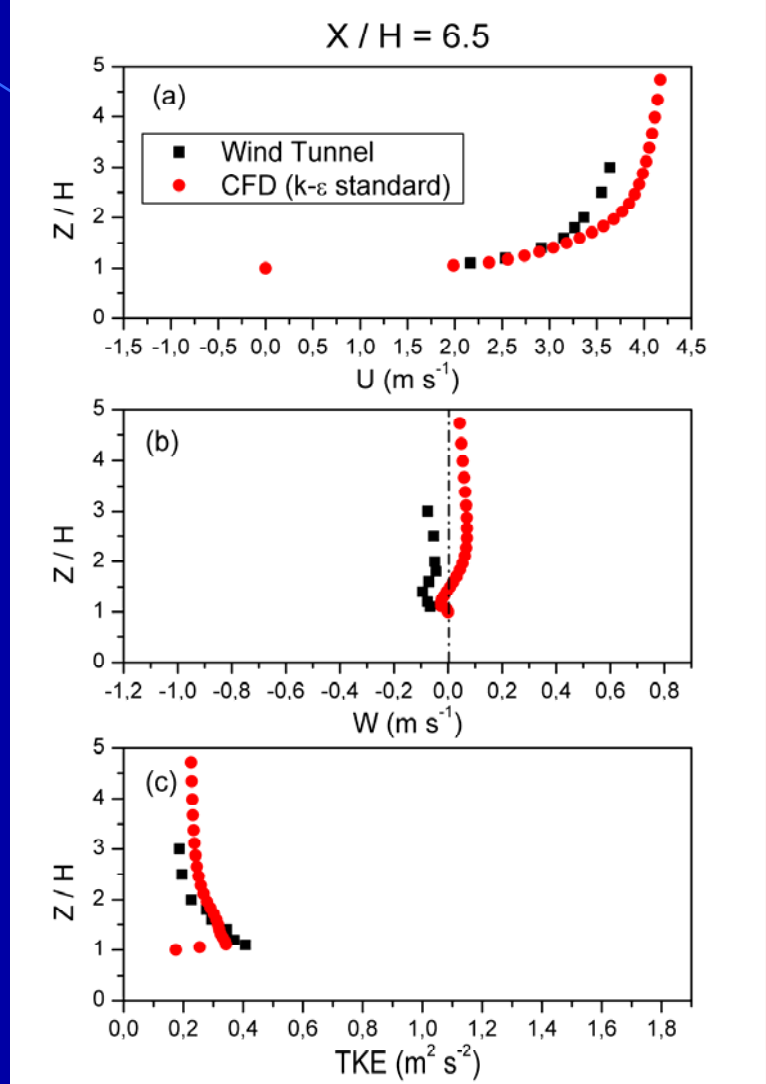 X / H = 6.5
5
4
3
2
1
0
Z / H
(a)
Wind Tunnel
CFD (k-ε standard)
-1,5 -1,0 -0,5 0,0 0,5 1,0 1,5 2,0 2,5 3,0 3,5 4,0 4,5
U (m s⁻¹)
5
4
3
2
1
0
Z / H
(b)
-1,2 -1,0 -0,8 -0,6 -0,4 -0,2 0,0 0,2 0,4 0,6 0,8
W (m s⁻¹)
5
4
3
2
1
0
Z / H
(c)
0,0 0,2 0,4 0,6 0,8 1,0 1,2 1,4 1,6 1,8
TKE (m² s⁻²)